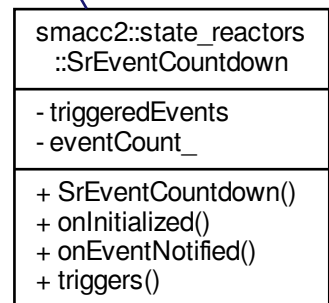 smacc2::state_reactors
::SrEventCountdown
- triggeredEvents
- eventCount_
+ SrEventCountdown()
+ onInitialized()
+ onEventNotified()
+ triggers()